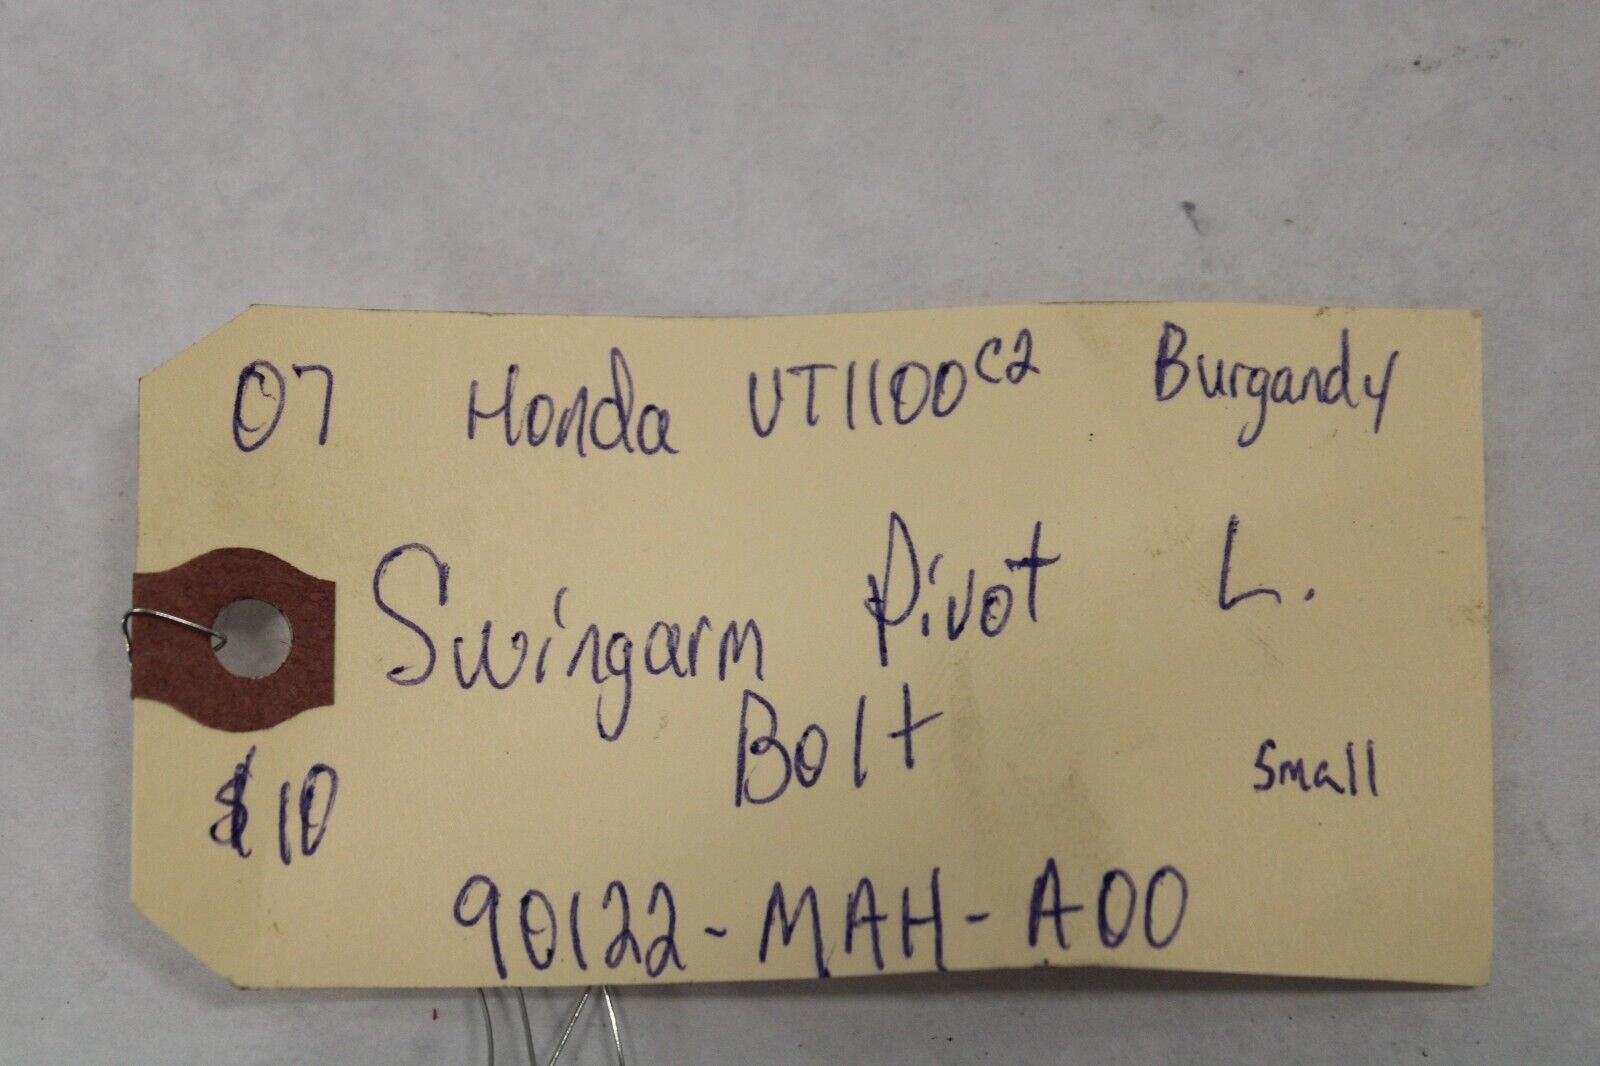 07 Honda VT1100C2 Burgandy
Swingarm Pivot L.
Bolt
Small
$10
90122-MAH-A00